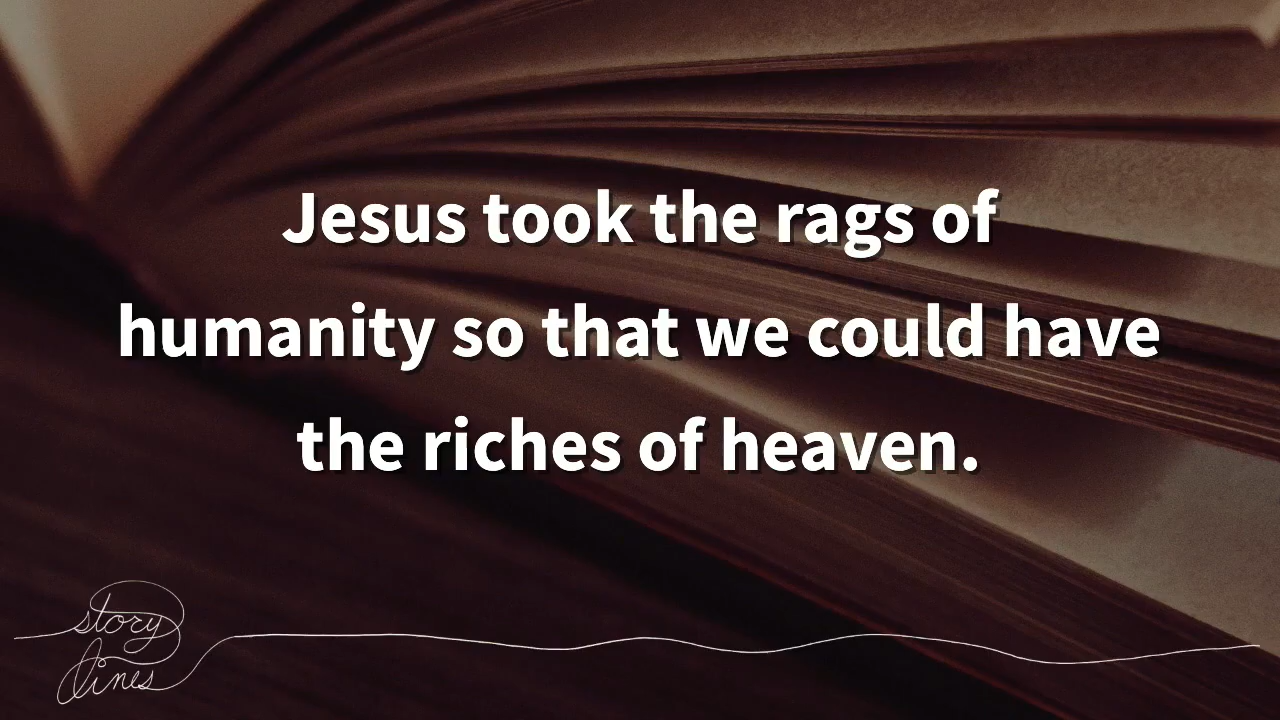 Jesus took the rags of
humanity so that we could have
the riches of heaven.
story
lines